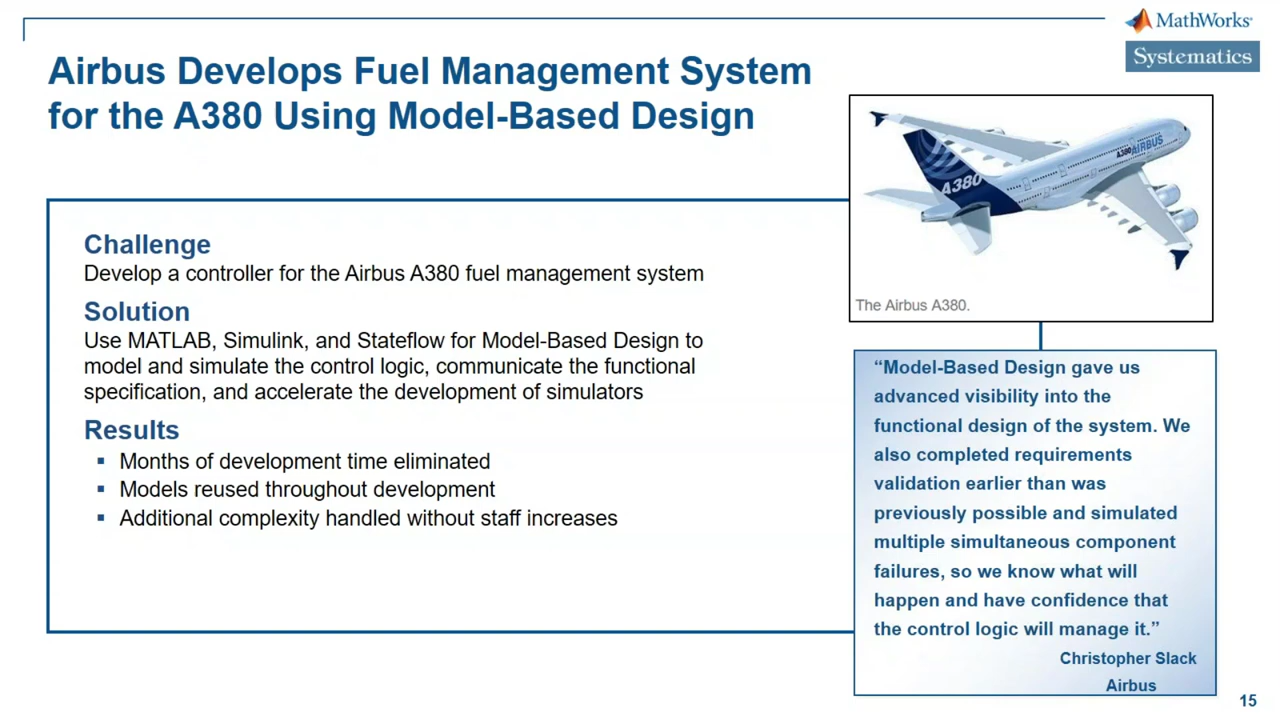 MathWorks
Systematics
Airbus Develops Fuel Management System
for the A380 Using Model-Based Design
A380 AIRBUS
A380
The Airbus A380.
Challenge
Develop a controller for the Airbus A380 fuel management system
Solution
Use MATLAB, Simulink, and Stateflow for Model-Based Design to
model and simulate the control logic, communicate the functional
specification, and accelerate the development of simulators
Results
▪ Months of development time eliminated
▪ Models reused throughout development
▪ Additional complexity handled without staff increases
“Model-Based Design gave us
advanced visibility into the
functional design of the system. We
also completed requirements
validation earlier than was
previously possible and simulated
multiple simultaneous component
failures, so we know what will
happen and have confidence that
the control logic will manage it.”
Christopher Slack
Airbus
15